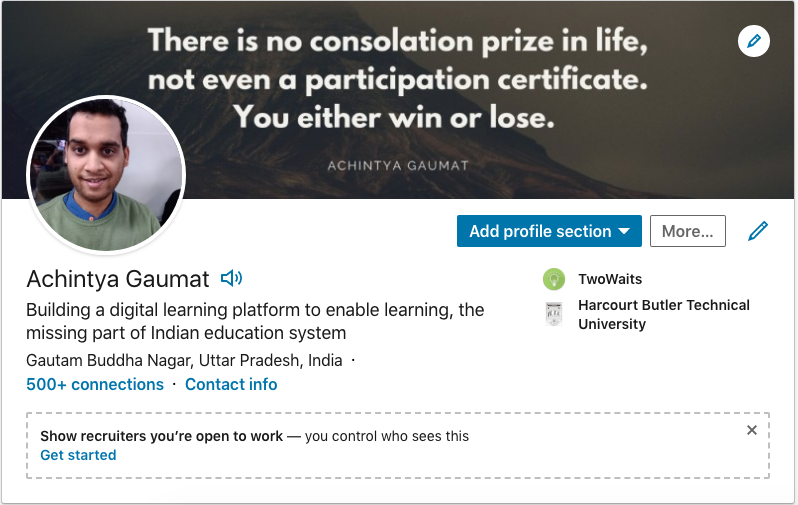 There is no consolation prize in life,
not even a participation certificate.
You either win or lose.
ACHINTYA GAUMAT
Add profile section
More...
Achintya Gaumat
Building a digital learning platform to enable learning, the
missing part of Indian education system
Gautam Buddha Nagar, Uttar Pradesh, India ·
500+ connections · Contact info
TwoWaits
Harcourt Butler Technical
University
Show recruiters you’re open to work — you control who sees this
Get started